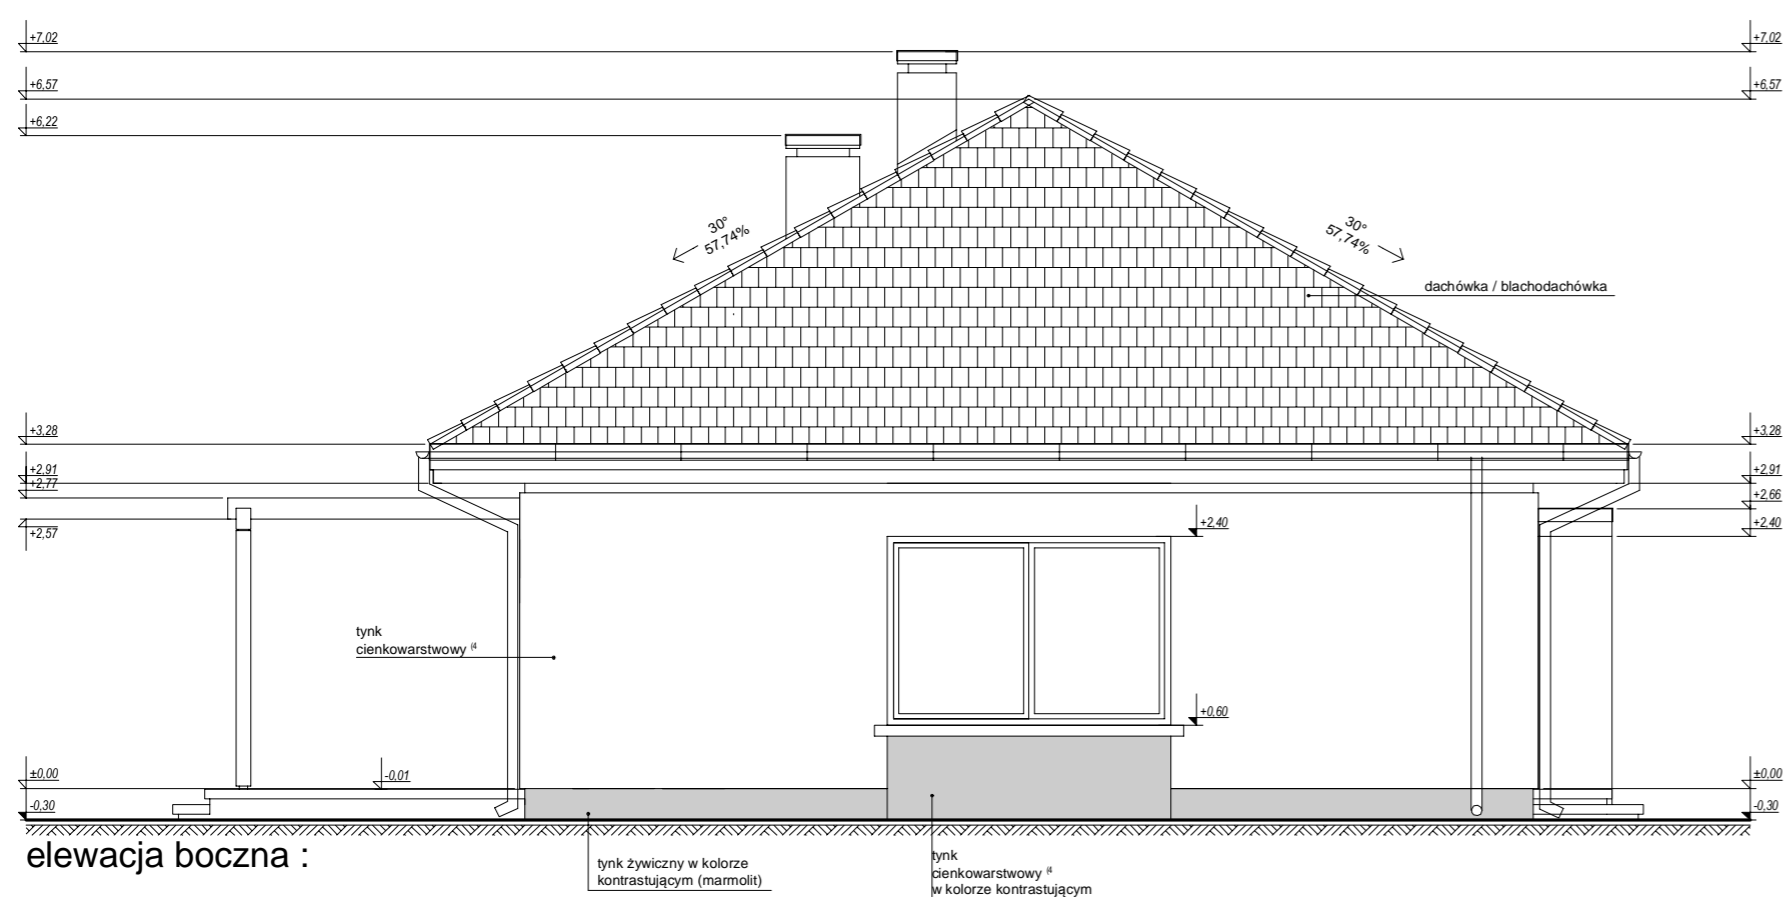 +7,02
+7,02
+6,57
+6,57
+6,22
30°
57,74%
30°
57,74%
dachówka / blachodachówka
+3,28
+3,28
+2,91
+2,91
+2,77
+2,66
+2,57
+2,40
+2,40
tynk
cienkowarstwowy (4
+0,60
±0,00
-0,01
±0,00
-0,30
-0,30
elewacja boczna :
tynk żywiczny w kolorze
kontrastującym (marmolit)
tynk
cienkowarstwowy (4
w kolorze kontrastującym